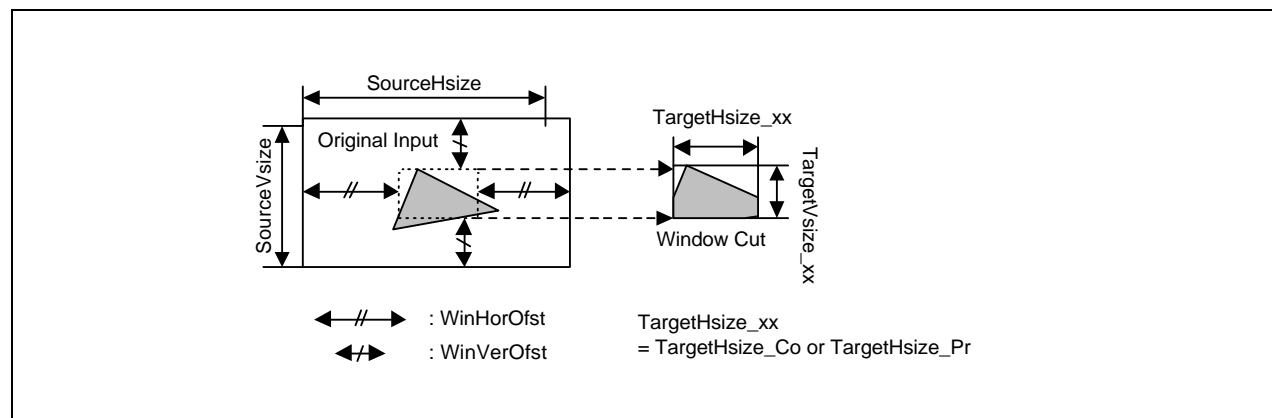 SourceHsize
SourceVsize
Original Input
TargetHsize_xx
TargetVsize_xx
Window Cut
: WinHorOfst
: WinVerOfst
TargetHsize_xx
= TargetHsize_Co or TargetHsize_Pr